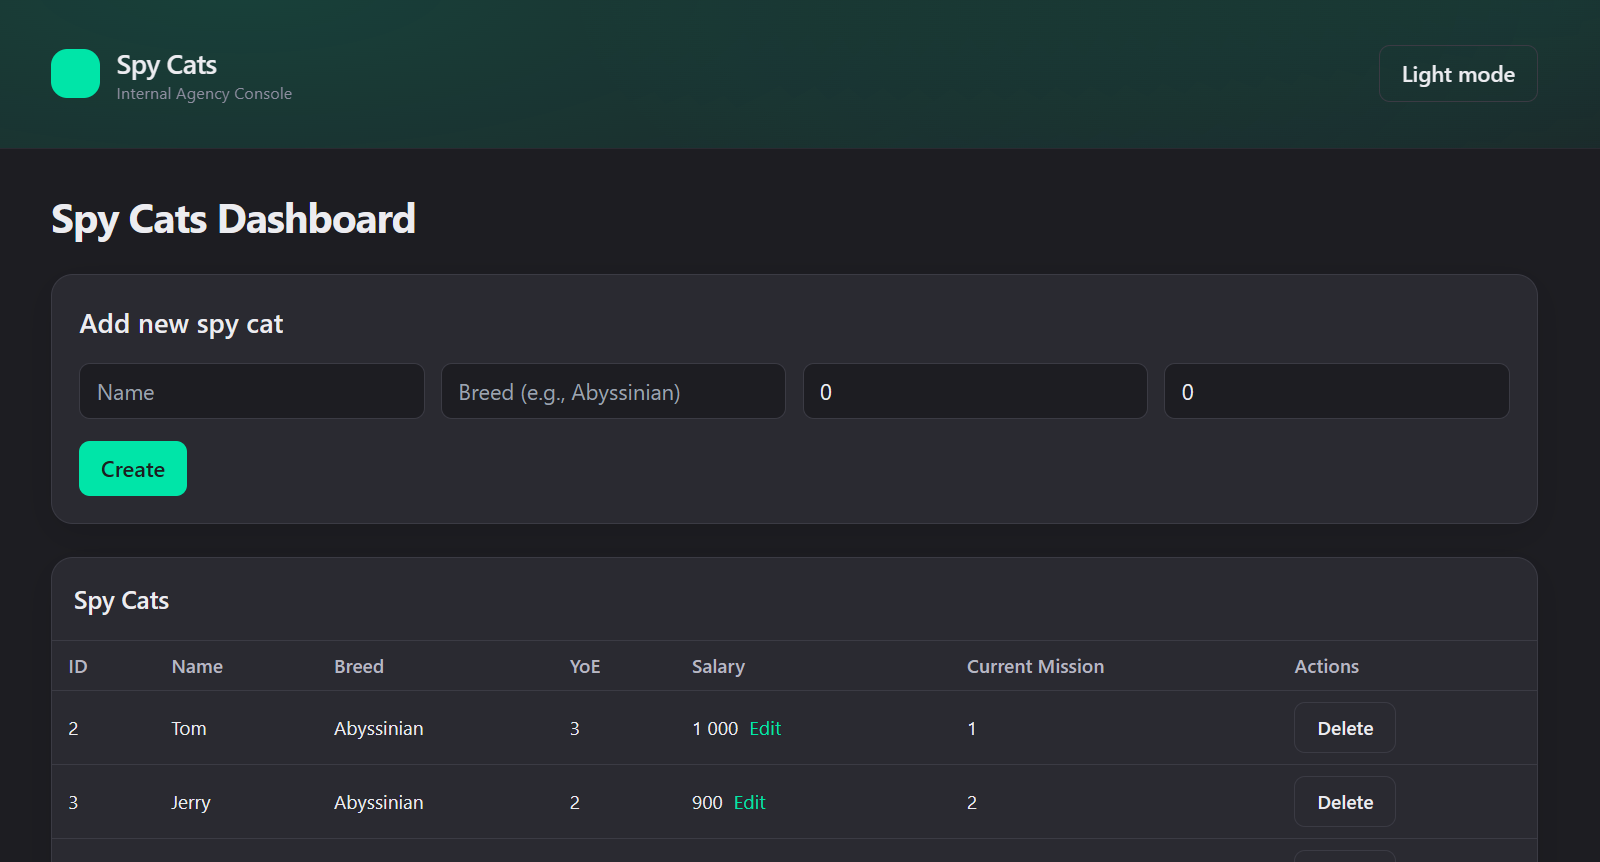 Spy Cats
Internal Agency Console
Light mode
Spy Cats Dashboard
Add new spy cat
Name Breed (e.g., Abyssinian) 0 0
Create
Spy Cats
ID Name Breed YoE Salary Current Mission Actions
2 Tom Abyssinian 3 1 000 Edit 1 Delete
3 Jerry Abyssinian 2 900 Edit 2 Delete